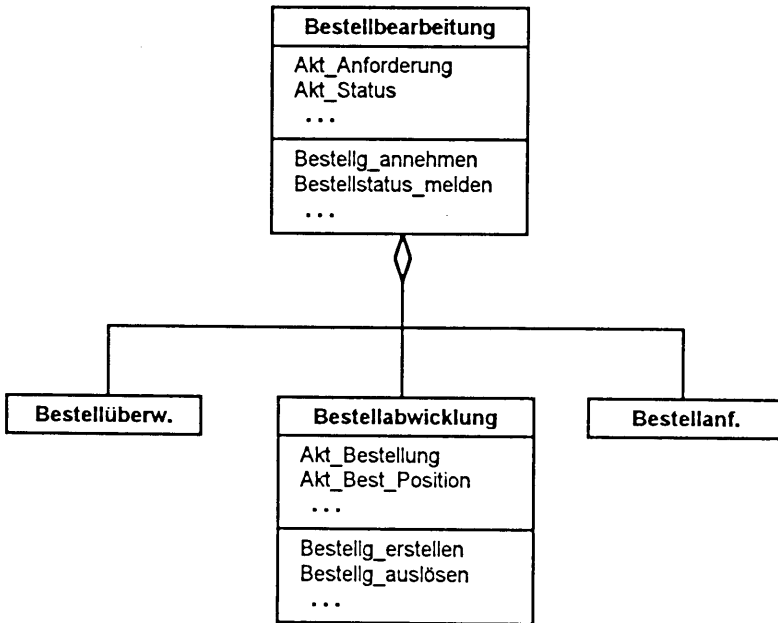 Bestellbearbeitung
Akt_Anforderung
Akt_Status
...
Bestellg_annehmen
Bestellstatus_melden
...
Bestellüberw.
Bestellabwicklung
Bestellanf.
Akt_Bestellung
Akt_Best_Position
...
Bestellg_erstellen
Bestellg_auslösen
...